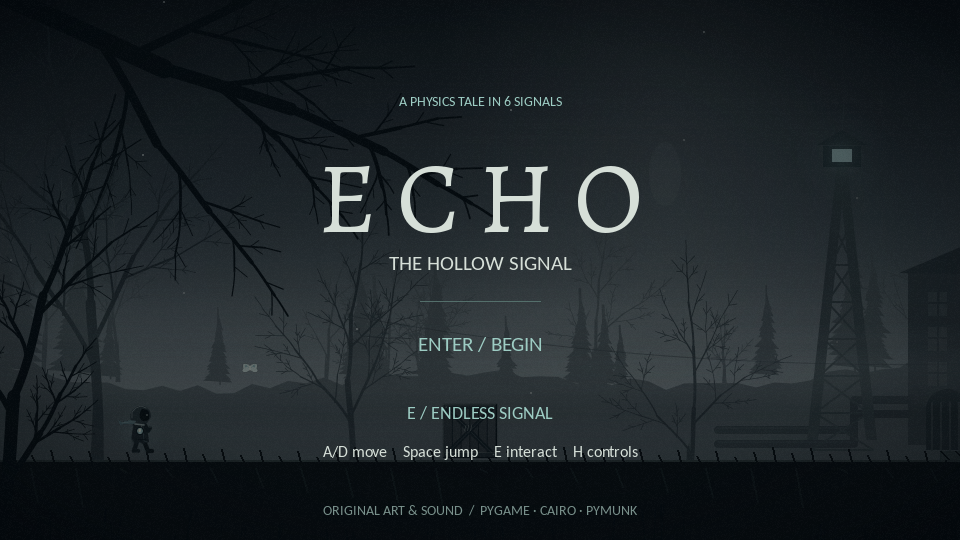 A PHYSICS TALE IN 6 SIGNALS
ECHO
THE HOLLOW SIGNAL
ENTER / BEGIN
E / ENDLESS SIGNAL
A/D move Space jump E interact H controls
ORIGINAL ART & SOUND / PYGAME · CAIRO · PYMUNK